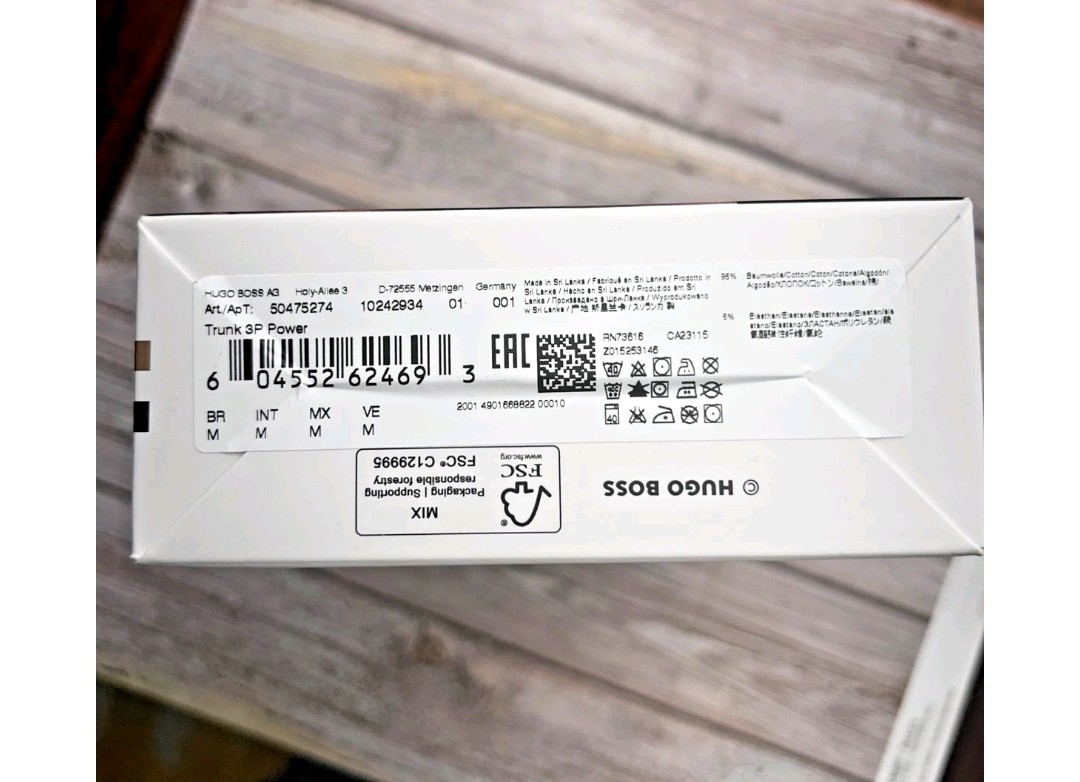 HUGO BOSS AG Holy-Allee 3 D-72555 Metzingen Germany
Art./Apт: 50475274 10242934 01 001
Trunk 3P Power
6 04552 62469 3
EAC
2001 4901668822 00010
BR INT MX VE
M M M M
Made in Sri Lanka / Fabriqué en Sri Lanka / Prodotto in
Sri Lanka / Hecho en Sri Lanka / Produzido em Sri
Lanka / Произведено в Шри-Ланка / Wyprodukowano
w Sri Lanka / 产地 斯里兰卡 / スリランカ 製
RN73616 CA23115
Z015253146
40
40
95% Baumwolle/Cotton/Coton/Cotone/Algodón/
Algodão/ХЛОПОК/コットン/Bawełna/棉/
5% Elasthan/Elastane/Elasthanne/Elastan/ela
stano/Elastano/ЭЛАСТАН/ポリウレタン/
MIX
Packaging | Supporting
responsible forestry
FSC® C129995
®
FSC
www.fsc.org
© HUGO BOSS